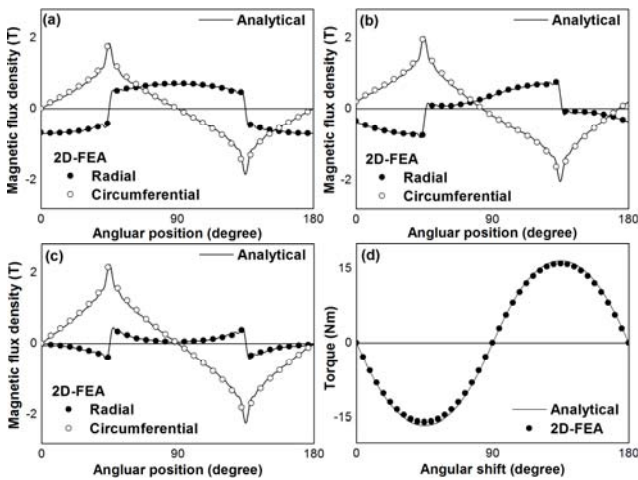 (a)
Analytical
Magnetic flux density (T)
2
0
-2
2D-FEA
Radial
Circumferential
0
90
180
Angluar position (degree)
(b)
Analytical
Magnetic flux density (T)
2
0
-2
2D-FEA
Radial
Circumferential
0
90
180
Angluar position (degree)
(c)
Analytical
Magnetic flux density (T)
2
0
-2
2D-FEA
Radial
Circumferential
0
90
180
Angluar position (degree)
(d)
Torque (Nm)
15
0
-15
Analytical
2D-FEA
0
90
180
Angular shift (degree)